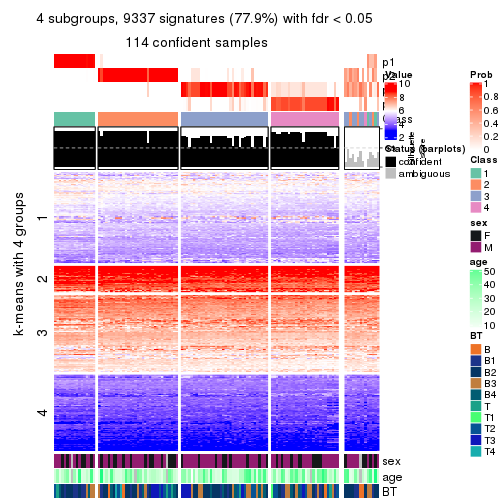 4 subgroups, 9337 signatures (77.9%) with fdr < 0.05
114 confident samples
p1
p2
Class
k-means with 4 groups
1
2
3
4
sex
age
BT
Value
10
8
6
4
2
0
Status (barplots)
confident
ambiguous
Prob
1
0.8
0.6
0.4
0.2
0
Class
1
2
3
4
sex
F
M
age
50
40
30
20
10
BT
B
B1
B2
B3
B4
T
T1
T2
T3
T4